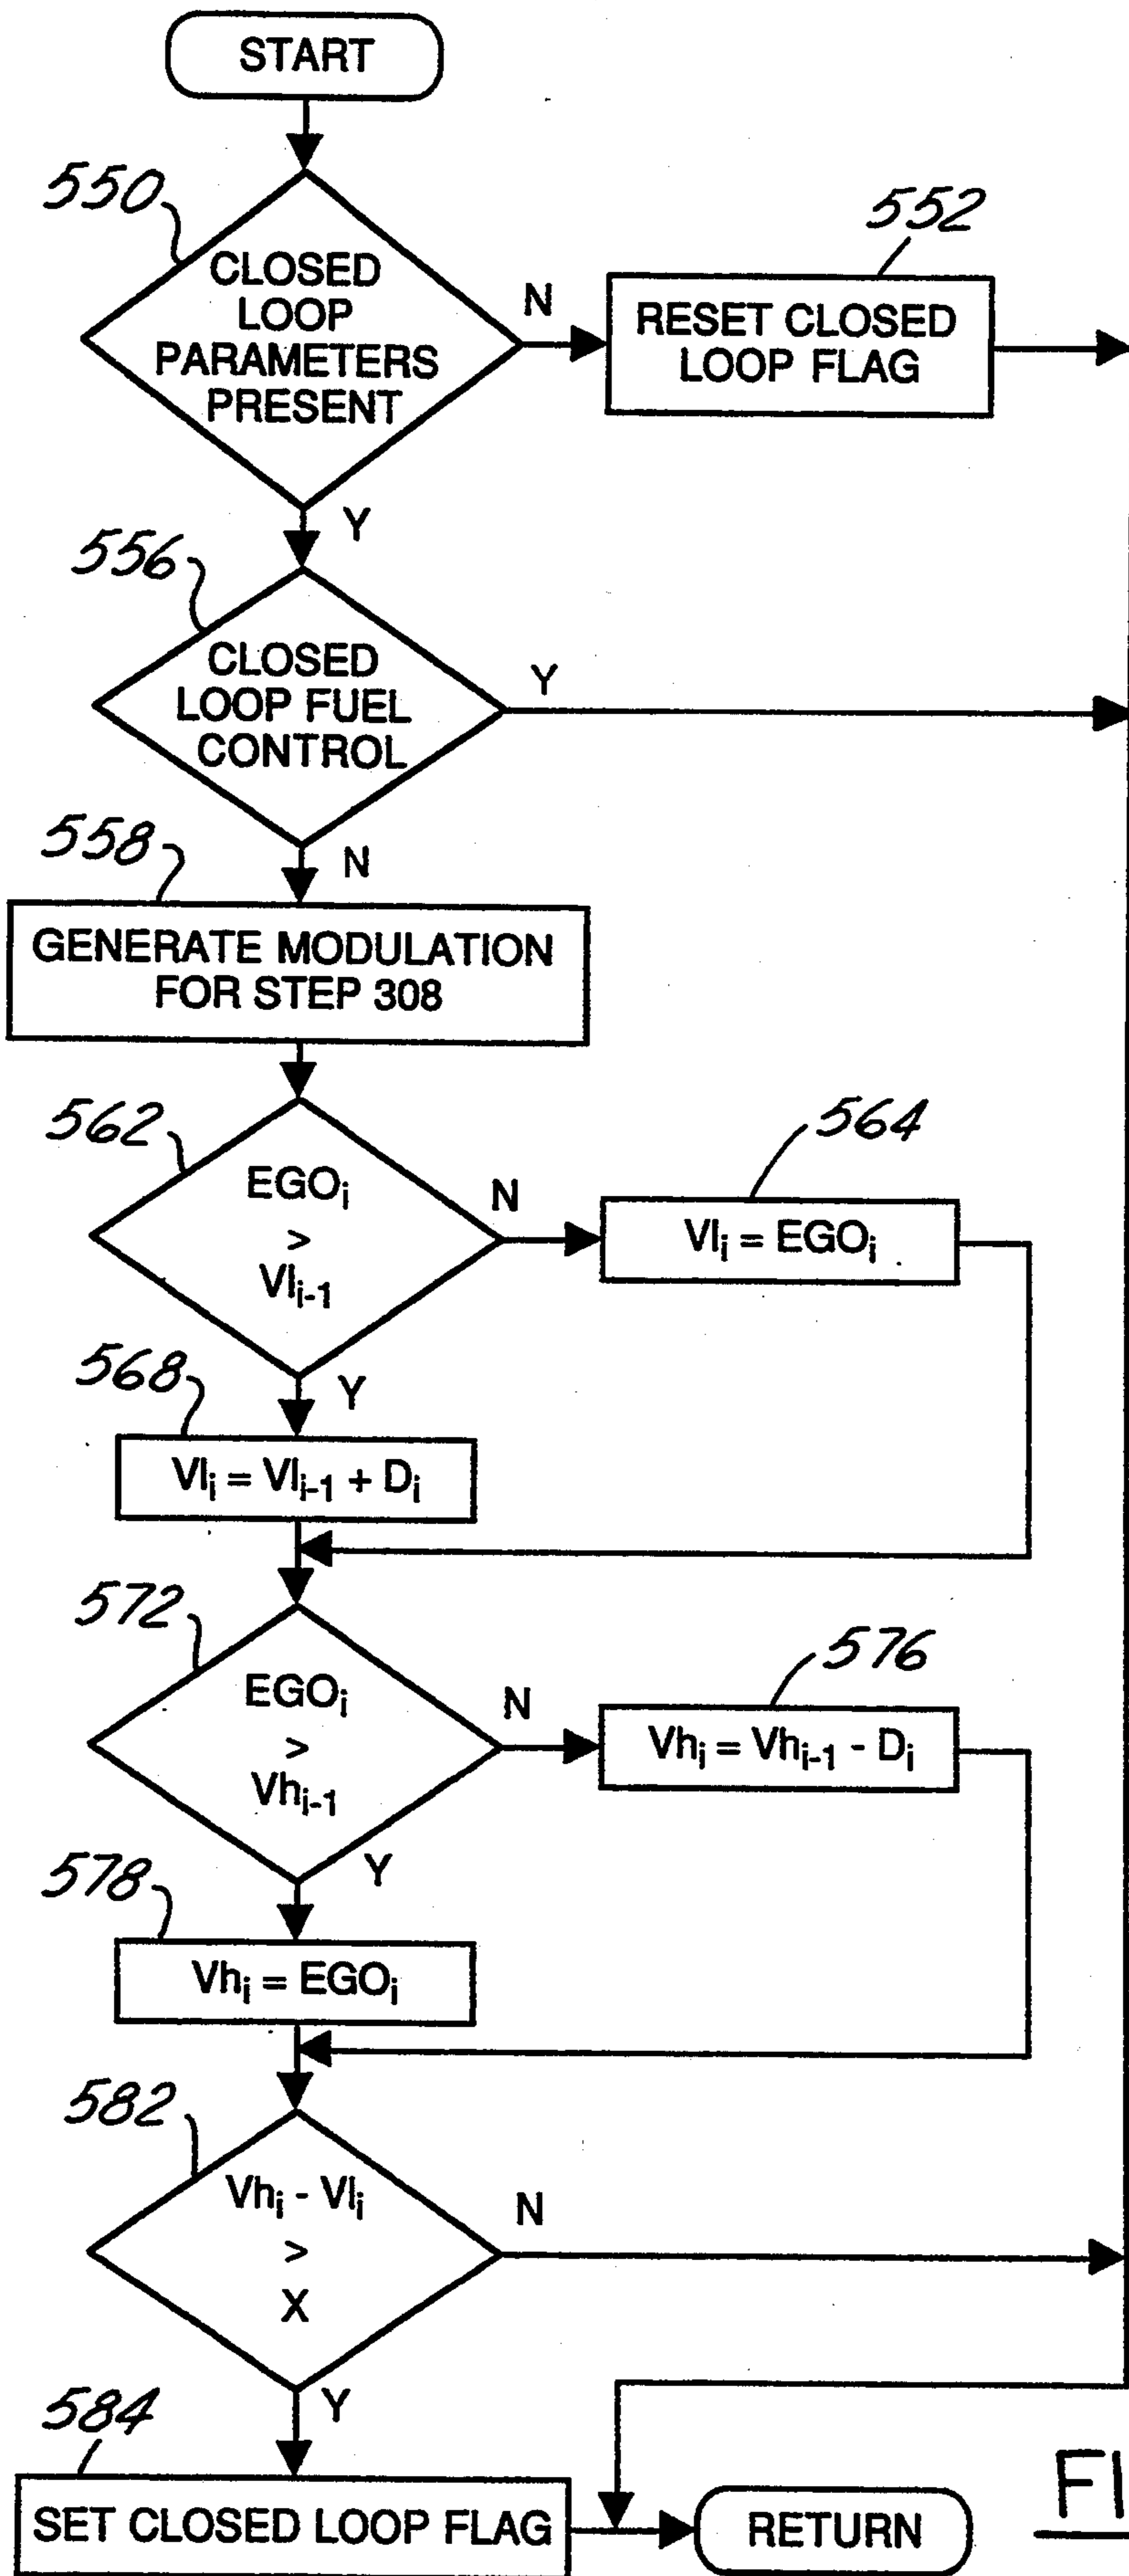 START
550
CLOSED
LOOP
PARAMETERS
PRESENT
N
552
RESET CLOSED
LOOP FLAG
Y
556
CLOSED
LOOP FUEL
CONTROL
Y
N
558
GENERATE MODULATION
FOR STEP 308
562
EGOi
>
Vli-1
N
564
Vli = EGOi
Y
568
Vli = Vli-1 + Di
572
EGOi
>
Vhi-1
N
576
Vhi = Vhi-1 - Di
Y
578
Vhi = EGOi
582
Vhi - Vli
>
X
N
Y
584
SET CLOSED LOOP FLAG
RETURN